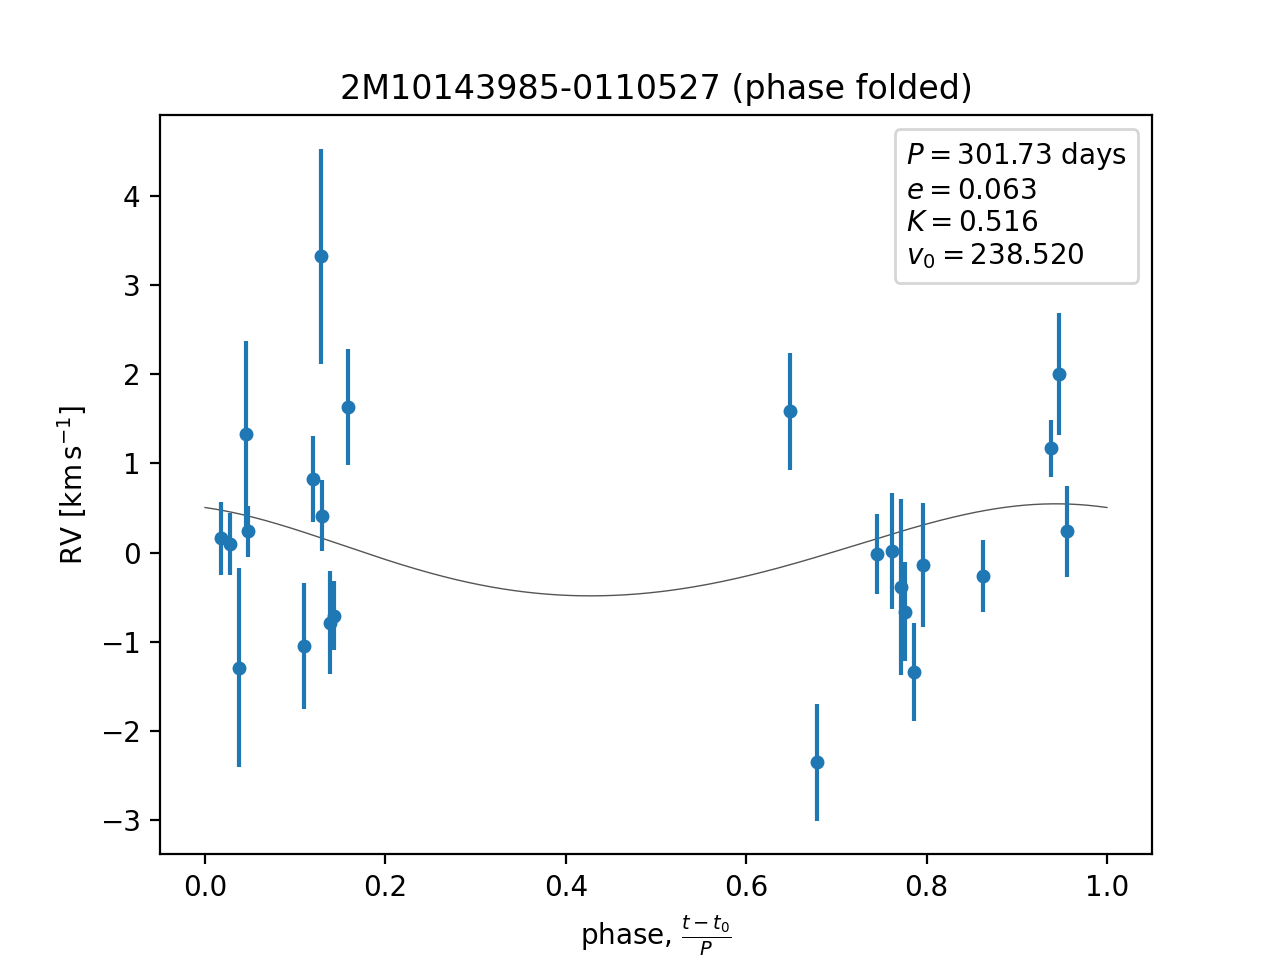 2M10143985-0110527 (phase folded)
P = 301.73 days
e = 0.063
K = 0.516
v₀ = 238.520
4
3
2
1
0
−1
−2
−3
RV [km s⁻¹]
0.0 0.2 0.4 0.6 0.8 1.0
phase, (t − t₀)/P